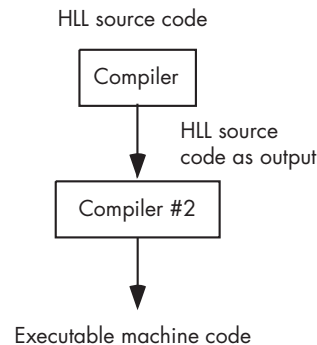 HLL source code
Compiler
HLL source
code as output
Compiler #2
Executable machine code